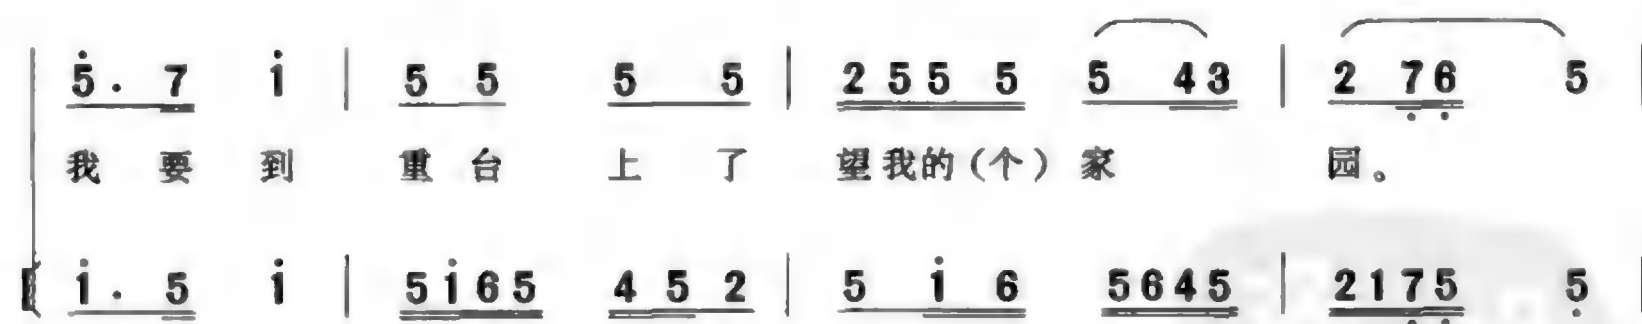 5. 7 i | 5 5 5 5 | 2 5 5 5 5 4 3 | 2 7 6 5 |
我 要 到 重 台 上 了 望 我 的 (个) 家 园。
i. 5 i | 5 i 6 5 4 5 2 | 5 i 6 5 6 4 5 | 2 1 7 5 5